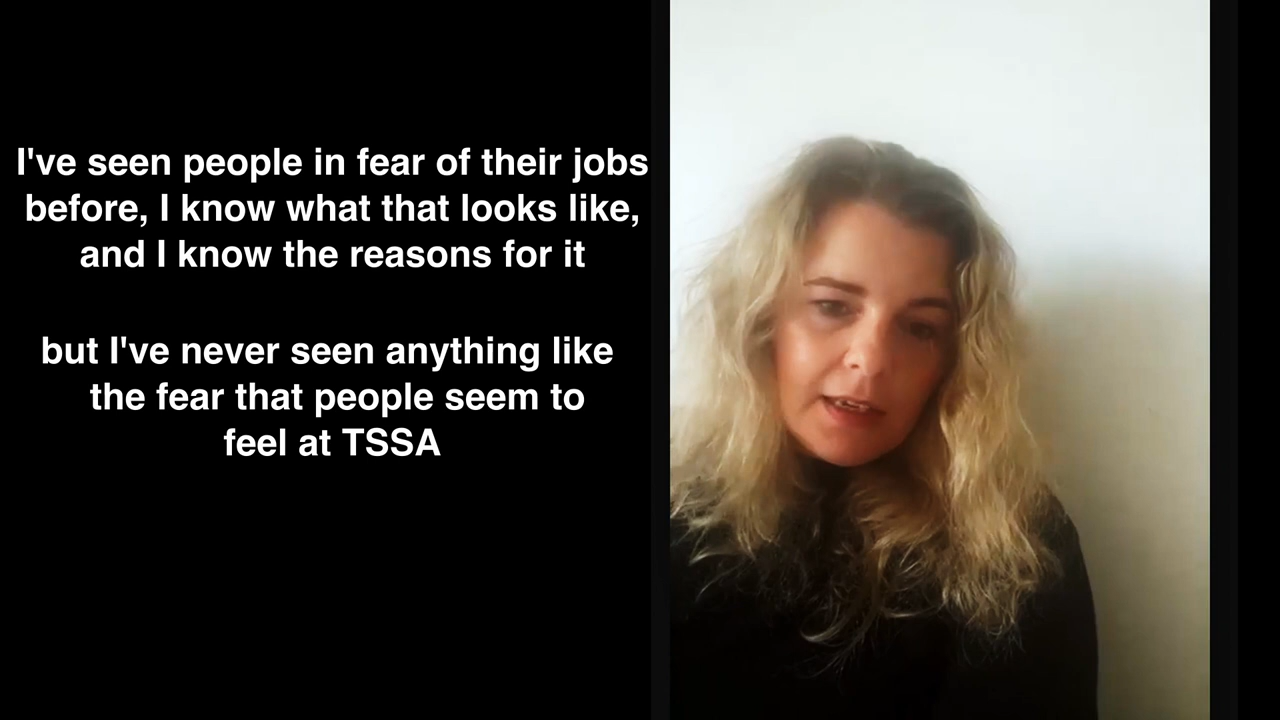 I've seen people in fear of their jobs
before, I know what that looks like,
and I know the reasons for it
but I've never seen anything like
the fear that people seem to
feel at TSSA